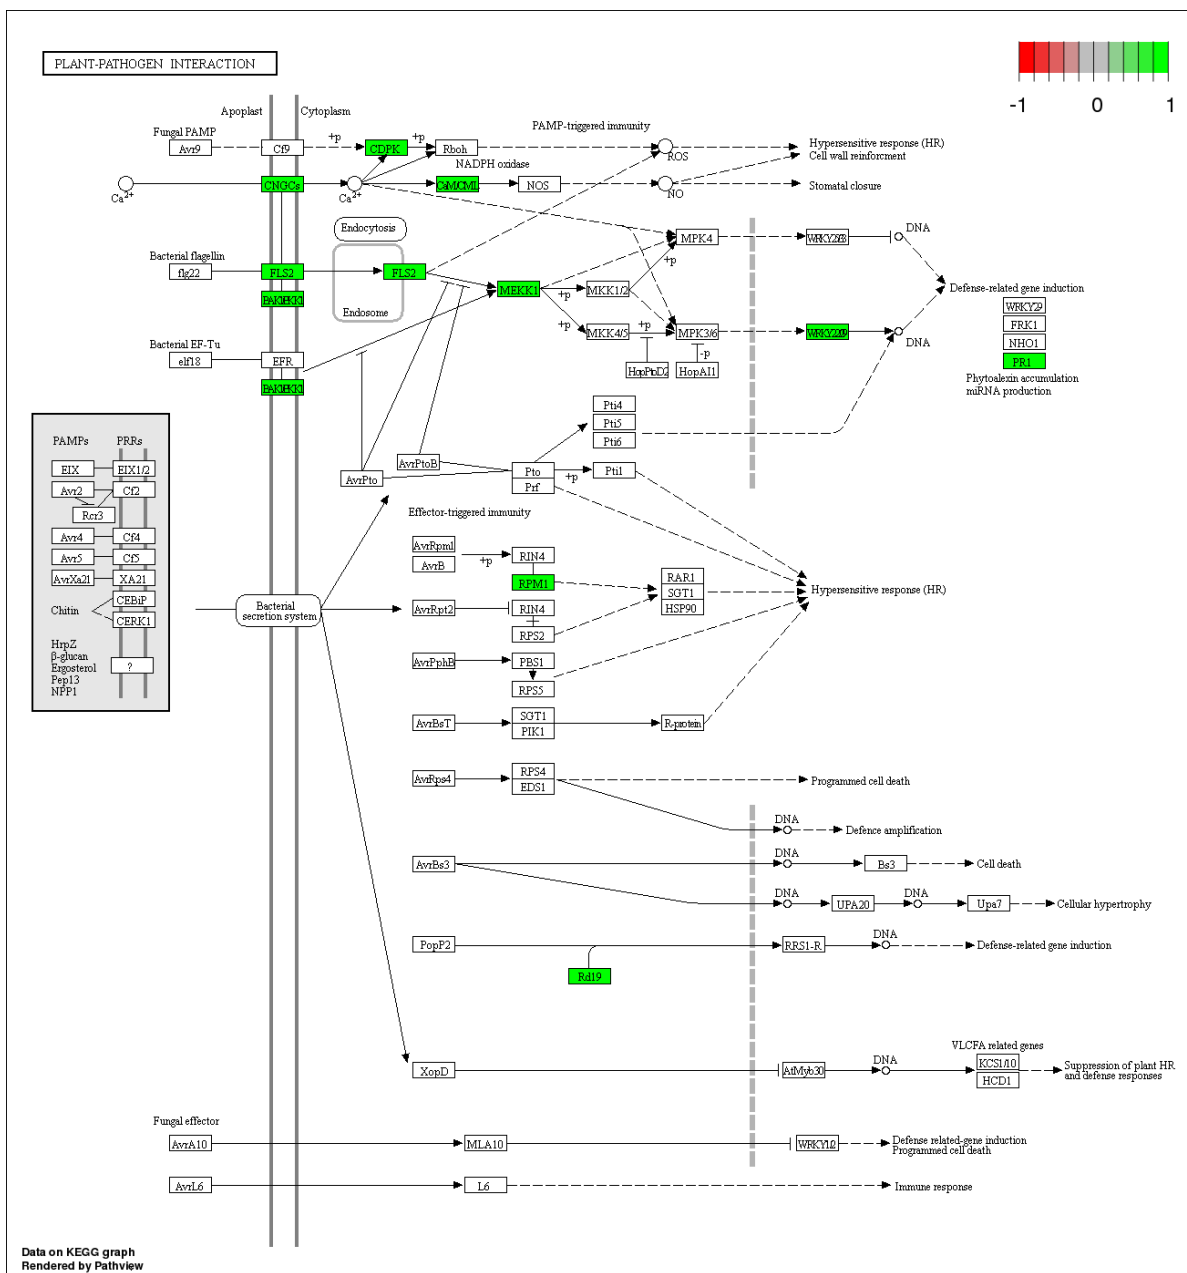 PLANT-PATHOGEN INTERACTION
-1 0 1
Apoplast Cytoplasm
Fungal PAMP
Avr9 Cf9 +p CDPK +p Rboh
PAMP-triggered immunity
NADPH oxidase
ROS
Hypersensitive response (HR)
Cell wall reinforcment
Ca2+ CNGCs Ca2+ CaM/CML NOS NO Stomatal closure
Endocytosis
MPK4 DNA
Bacterial flagellin
flg22 FLS2 FLS2
+p
MEKK1 +p MKK1/2
Defense-related gene induction
WRKY29
FRK1
NHO1
PR1
Phytoalexin accumulation
miRNA production
Endosome
+p MKK4/5 +p MPK3/6 DNA
-p
HopPtoD2 HopAI1
Bacterial EF-Tu
elf18 EFR
Pti4
Pti5
Pti6
AvrPto AvrPtoB Pto +p Pti1
Prf
PAMPs PRRs
EIX EIX1/2
Avr2 Cf2
Rcr3
Avr4 Cf4
Avr5 Cf5
AvrXa21 XA21
Chitin CEBiP
CERK1
HrpZ
β-glucan
Ergosterol
Pep13
NPP1
?
Effector-triggered immunity
AvrRpm1
AvrB
+p RIN4
RPM1
RAR1
SGT1
HSP90
Hypersensitive response (HR)
Bacterial
secretion system
AvrRpt2 RIN4
RPS2
AvrPphB PBS1
RPS5
AvrBsT SGT1
PIK1
R-protein
AvrRps4 RPS4
EDS1
Programmed cell death
DNA Defence amplification
AvrBs3 DNA Bs3 Cell death
DNA UPA20 DNA Upa7 Cellular hypertrophy
PopP2 RRS1-R DNA Defense-related gene induction
Rd19
VLCFA related genes
XopD AtMyb30 DNA KCS1/10
HCD1
Suppression of plant HR
and defense responses
Fungal effector
AvrA10 MLA10 WRKY1/2 Defense related-gene induction
Programmed cell death
AvrL6 L6 Immune response
Data on KEGG graph
Rendered by Pathview